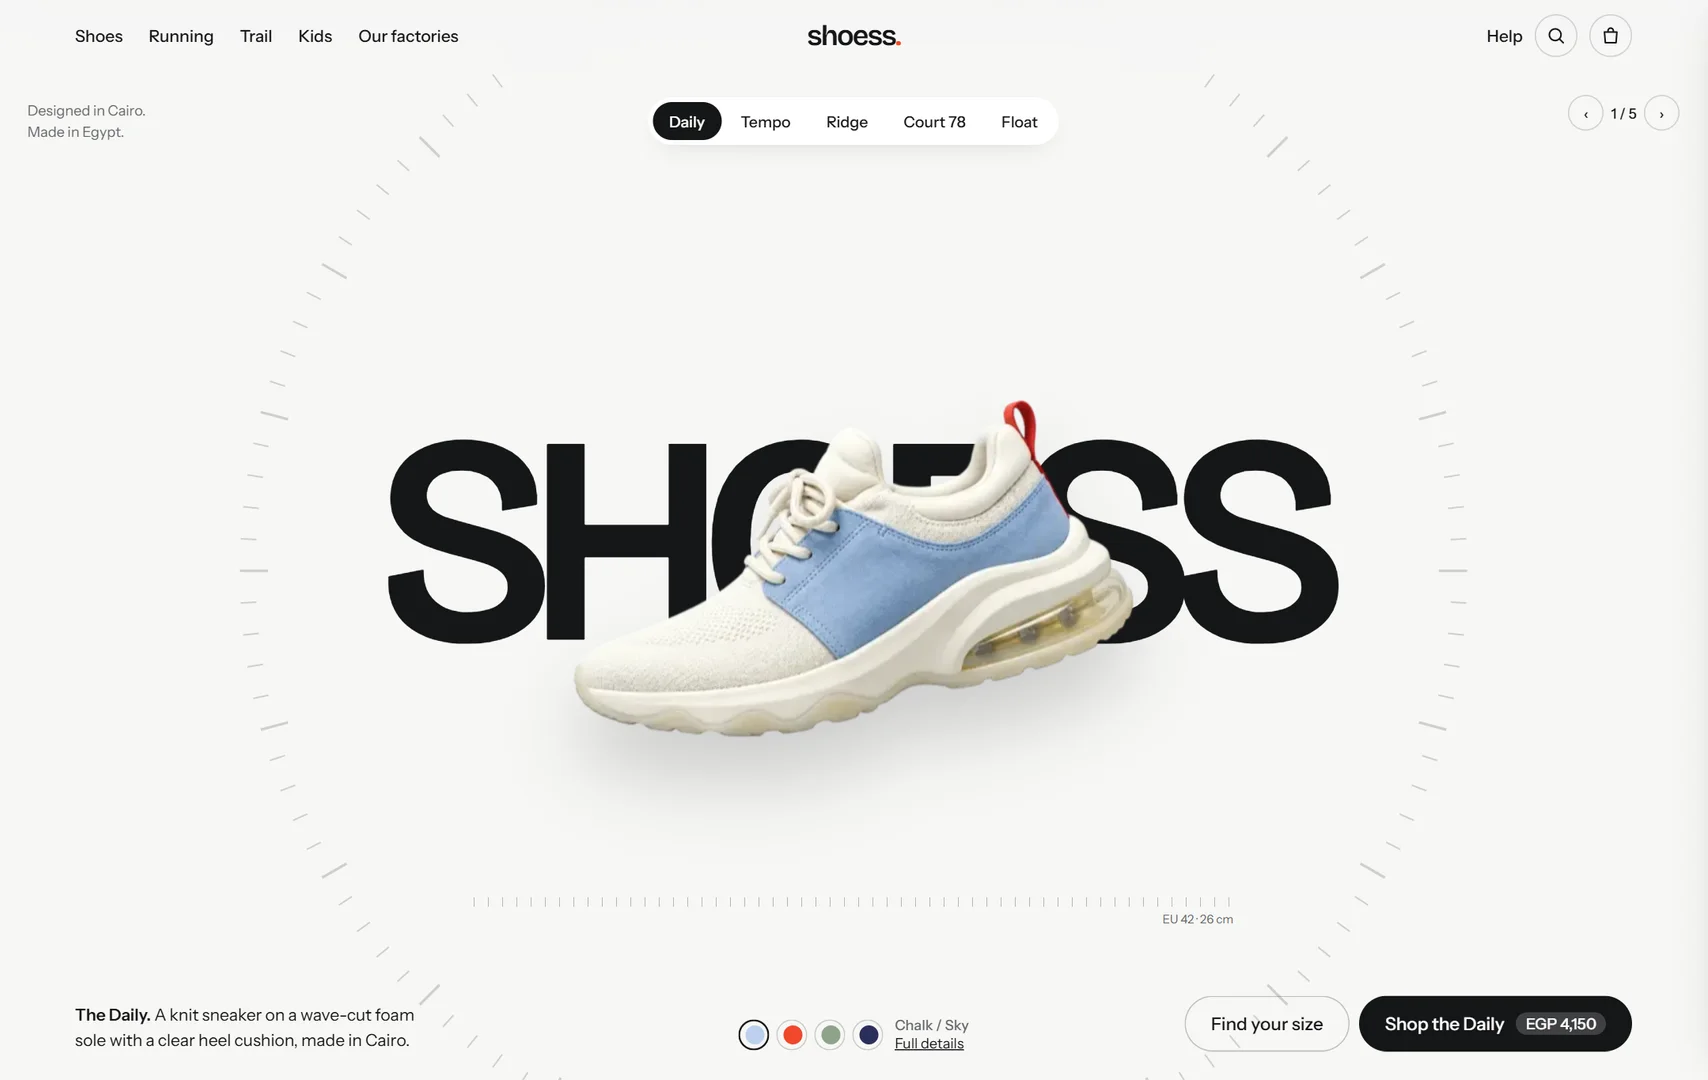 Shoes Running Trail Kids Our factories
shoess.
Help
Designed in Cairo.
Made in Egypt.
Daily Tempo Ridge Court 78 Float
‹ 1 / 5 ›
SHOESS
EU 42 · 26 cm
The Daily. A knit sneaker on a wave-cut foam
sole with a clear heel cushion, made in Cairo.
Chalk / Sky
Full details
Find your size
Shop the Daily EGP 4,150